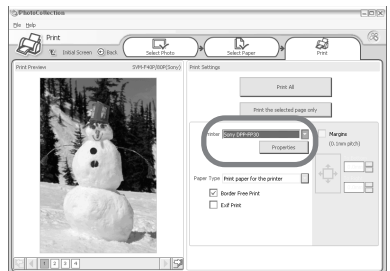 PhotoCollection
File Help
Print
Initial Screen Back Select Photo Select Paper Print
Print Preview SVM-F40P/80P(Sony) Print Settings
Print All
Print the selected page only
Printer Sony DPP-FP30 Margins
Properties (0.1mm pitch)
Paper Type Print paper for the printer
Border Free Print
Exif Print
1 2 3 4